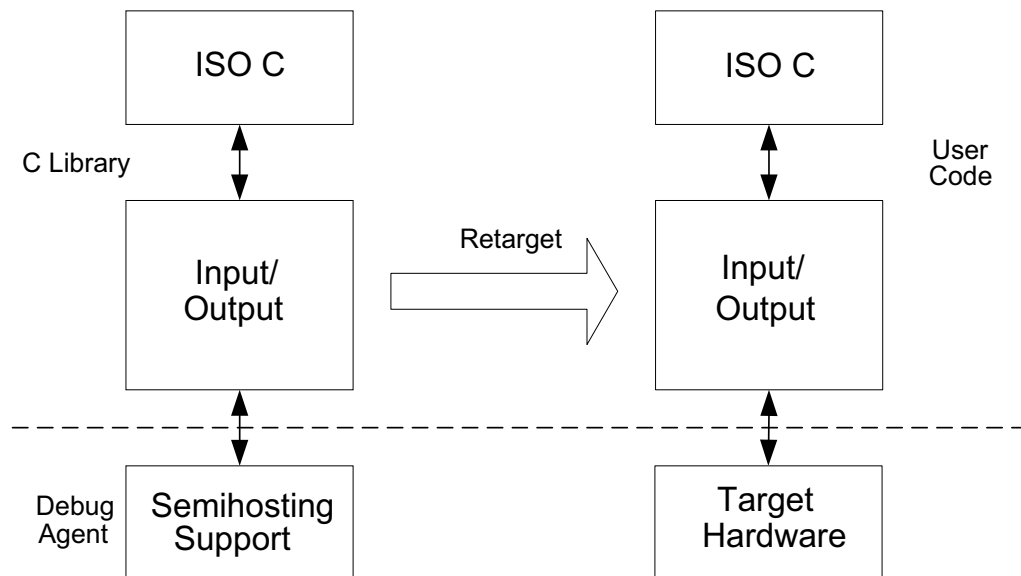 ISO C
ISO C
C Library
User
Code
Retarget
Input/
Output
Input/
Output
Debug
Agent
Semihosting
Support
Target
Hardware